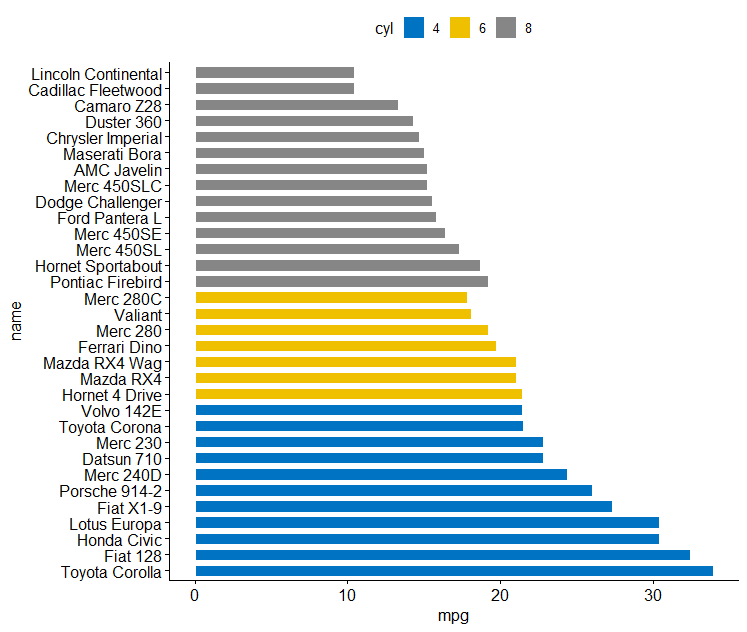 cyl 4 6 8
Lincoln Continental
Cadillac Fleetwood
Camaro Z28
Duster 360
Chrysler Imperial
Maserati Bora
AMC Javelin
Merc 450SLC
Dodge Challenger
Ford Pantera L
Merc 450SE
Merc 450SL
Hornet Sportabout
Pontiac Firebird
Merc 280C
Valiant
Merc 280
Ferrari Dino
Mazda RX4 Wag
Mazda RX4
Hornet 4 Drive
Volvo 142E
Toyota Corona
Merc 230
Datsun 710
Merc 240D
Porsche 914-2
Fiat X1-9
Lotus Europa
Honda Civic
Fiat 128
Toyota Corolla
name
0 10 20 30
mpg